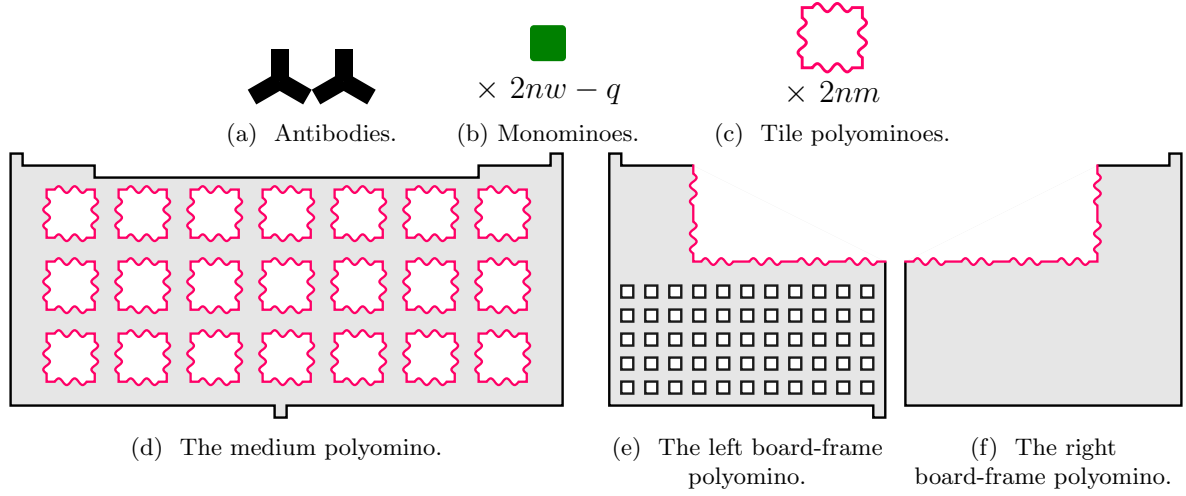 × 2nw − q
× 2nm
(a) Antibodies.
(b) Monominoes.
(c) Tile polyominoes.
(d) The medium polyomino.
(e) The left board-frame
polyomino.
(f) The right
board-frame polyomino.